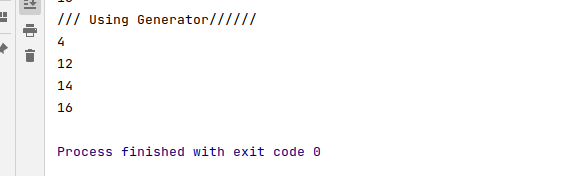 /// Using Generator//////
4
12
14
16
Process finished with exit code 0